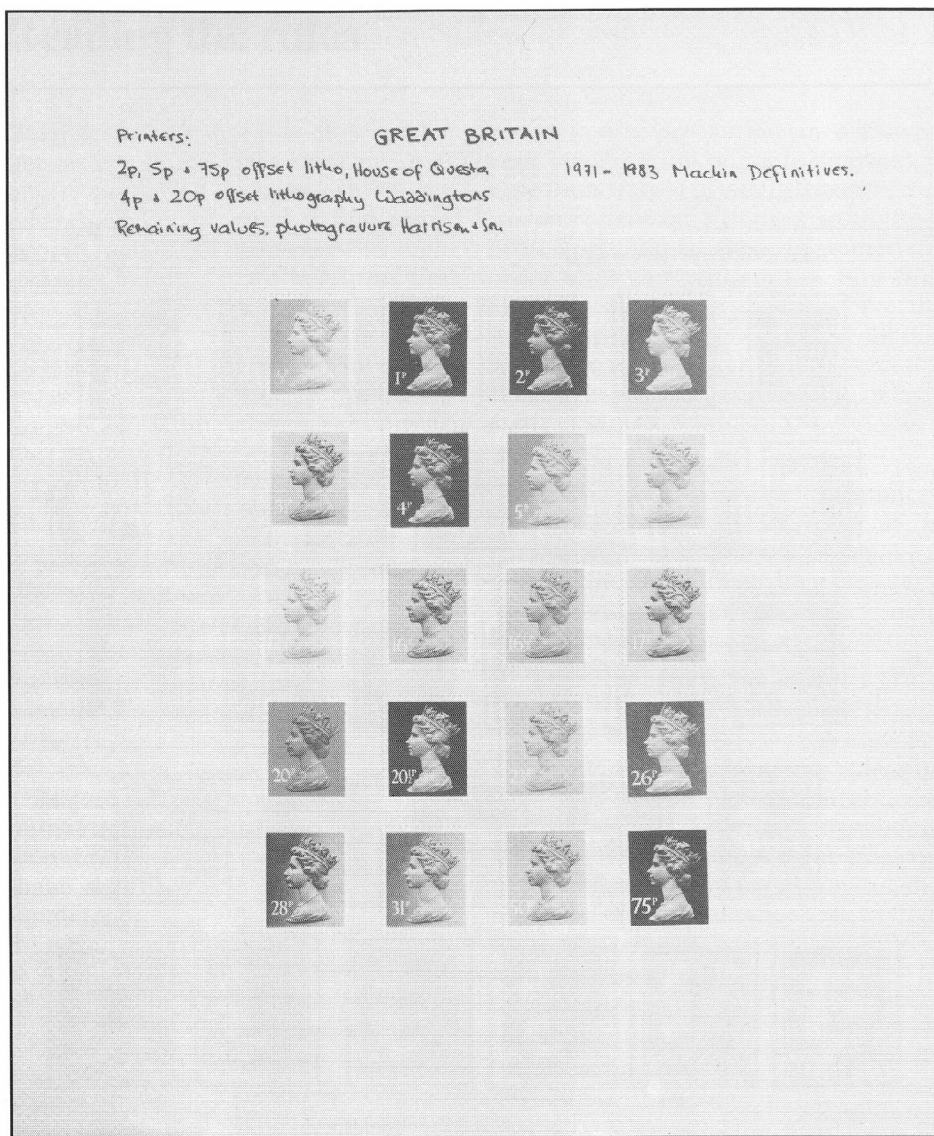 GREAT BRITAIN
Printers:
2p, 5p & 75p offset litho, House of Questa
1971 - 1983 Machin Definitives.
4p & 20p offset lithography Waddingtons
Remaining values, photogravure Harrison & Sn.
1P 2P 3P
4P 5P
16P 17P
20P 20½P 26P
28P 31P 75P